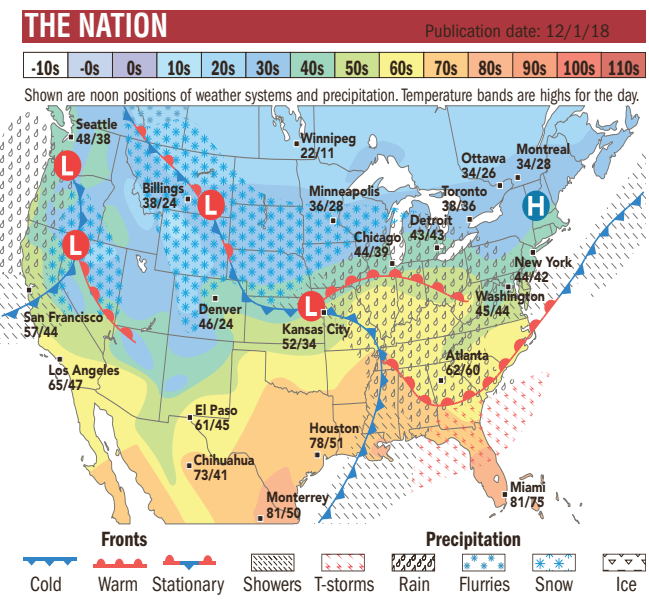 THE NATION
Publication date: 12/1/18
-10s -0s 0s 10s 20s 30s 40s 50s 60s 70s 80s 90s 100s 110s
Shown are noon positions of weather systems and precipitation. Temperature bands are highs for the day.
Seattle
48/38
L
Winnipeg
22/11
Ottawa
34/26
Montreal
34/28
Billings
38/24
L
Minneapolis
36/28
Toronto
38/36
H
Detroit
43/43
L
Chicago
44/39
New York
44/42
Washington
45/44
San Francisco
57/44
Denver
46/24
L
Kansas City
52/34
Los Angeles
65/47
Atlanta
62/60
El Paso
61/45
Houston
78/51
Chihuahua
73/41
Monterrey
81/50
Miami
81/75
Fronts
Precipitation
Cold Warm Stationary Showers T-storms Rain Flurries Snow Ice